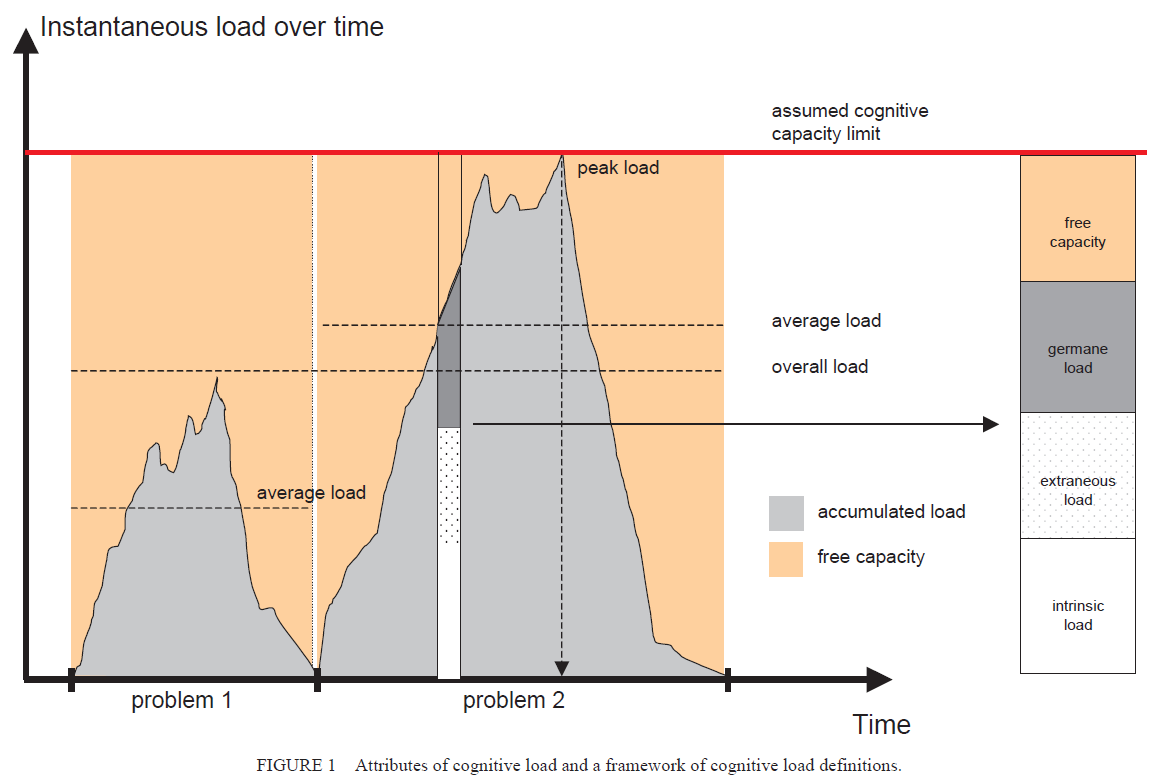 Instantaneous load over time
assumed cognitive
capacity limit
peak load
free
capacity
average load
germane
load
overall load
extraneous
load
average load
accumulated load
free capacity
intrinsic
load
problem 1
problem 2
Time
FIGURE 1 Attributes of cognitive load and a framework of cognitive load definitions.